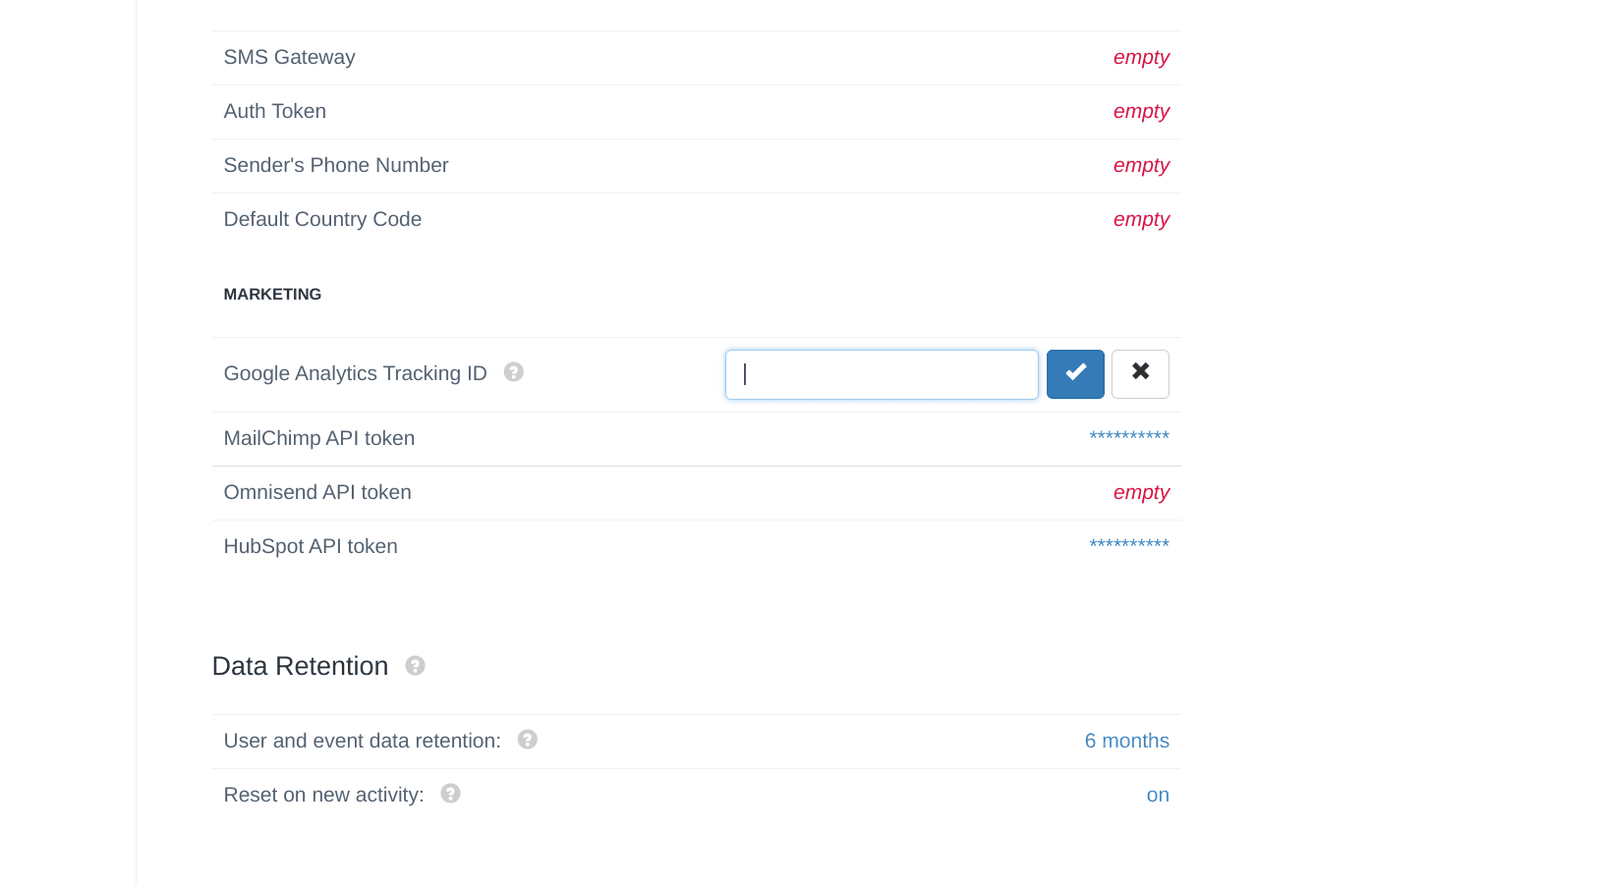 SMS Gateway empty
Auth Token empty
Sender's Phone Number empty
Default Country Code empty
MARKETING
Google Analytics Tracking ID ?
MailChimp API token **********
Omnisend API token empty
HubSpot API token **********
Data Retention ?
User and event data retention: ? 6 months
Reset on new activity: ? on